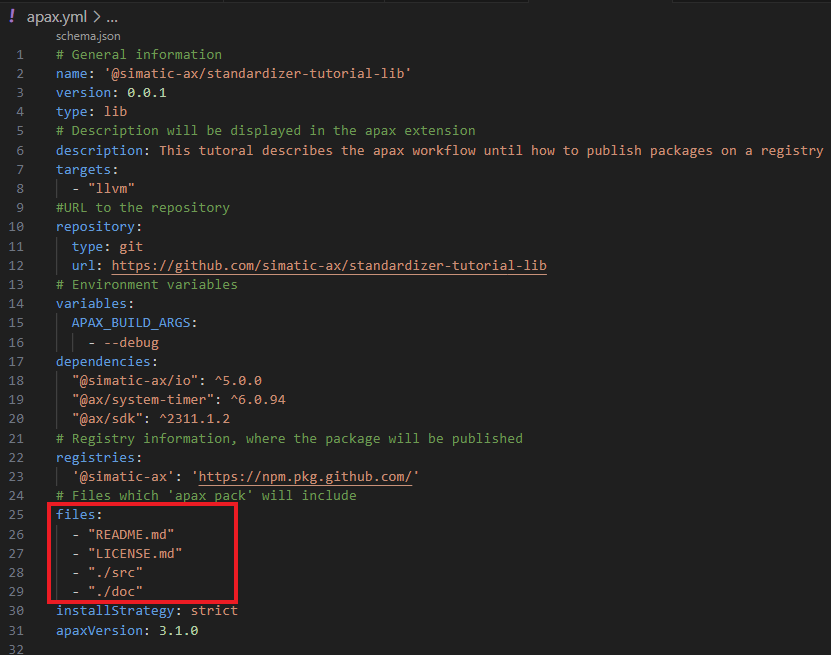 ! apax.yml > ...
schema.json
1 # General information
2 name: '@simatic-ax/standardizer-tutorial-lib'
3 version: 0.0.1
4 type: lib
5 # Description will be displayed in the apax extension
6 description: This tutoral describes the apax workflow until how to publish packages on a registry
7 targets:
8 - "llvm"
9 #URL to the repository
10 repository:
11 type: git
12 url: https://github.com/simatic-ax/standardizer-tutorial-lib
13 # Environment variables
14 variables:
15 APAX_BUILD_ARGS:
16 - --debug
17 dependencies:
18 "@simatic-ax/io": ^5.0.0
19 "@ax/system-timer": ^6.0.94
20 "@ax/sdk": ^2311.1.2
21 # Registry information, where the package will be published
22 registries:
23 '@simatic-ax': 'https://npm.pkg.github.com/'
24 # Files which 'apax pack' will include
25 files:
26 - "README.md"
27 - "LICENSE.md"
28 - "./src"
29 - "./doc"
30 installStrategy: strict
31 apaxVersion: 3.1.0
32